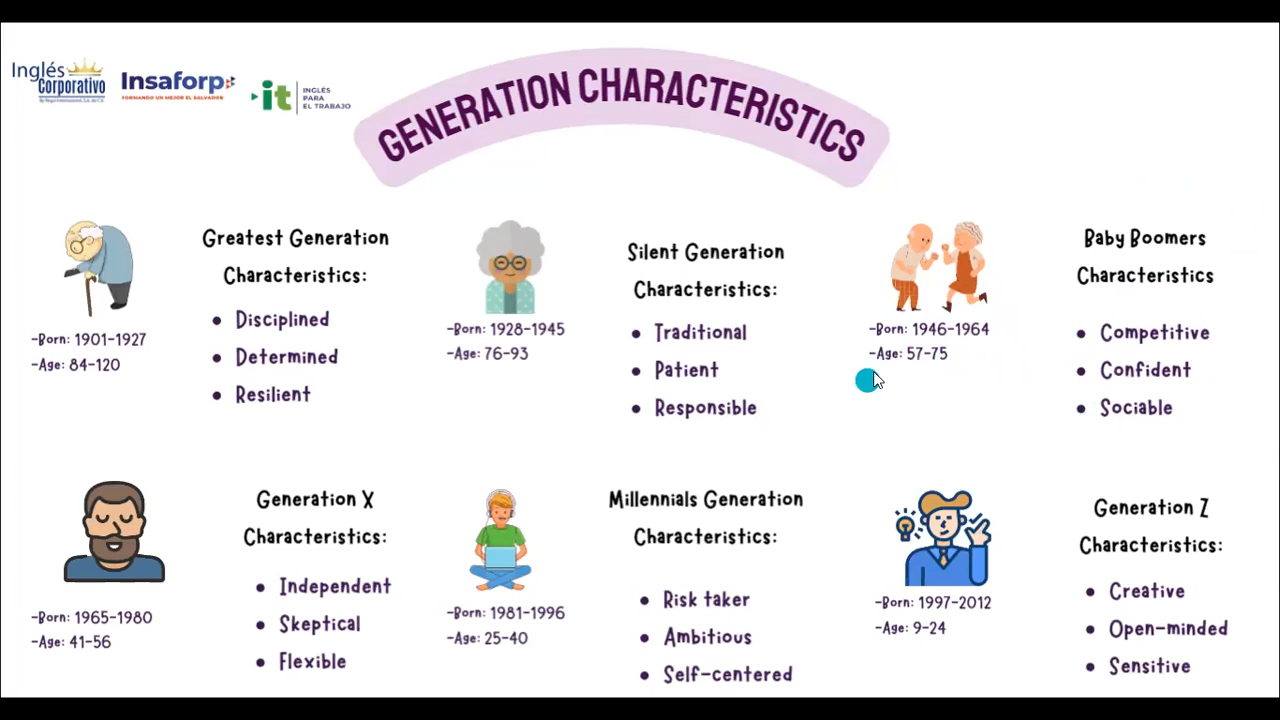 Inglés
Corporativo
Insaforp
FORMANDO UN MEJOR EL SALVADOR
it
INGLÉS
PARA
EL TRABAJO
GENERATION CHARACTERISTICS
Greatest Generation
Characteristics:
• Disciplined
• Determined
• Resilient
-Born: 1901-1927
-Age: 84-120
Silent Generation
Characteristics:
• Traditional
• Patient
• Responsible
-Born: 1928-1945
-Age: 76-93
Baby Boomers
Characteristics
• Competitive
• Confident
• Sociable
-Born: 1946-1964
-Age: 57-75
Generation X
Characteristics:
• Independent
• Skeptical
• Flexible
-Born: 1965-1980
-Age: 41-56
Millennials Generation
Characteristics:
• Risk taker
• Ambitious
• Self-centered
-Born: 1981-1996
-Age: 25-40
Generation Z
Characteristics:
• Creative
• Open-minded
• Sensitive
-Born: 1997-2012
-Age: 9-24